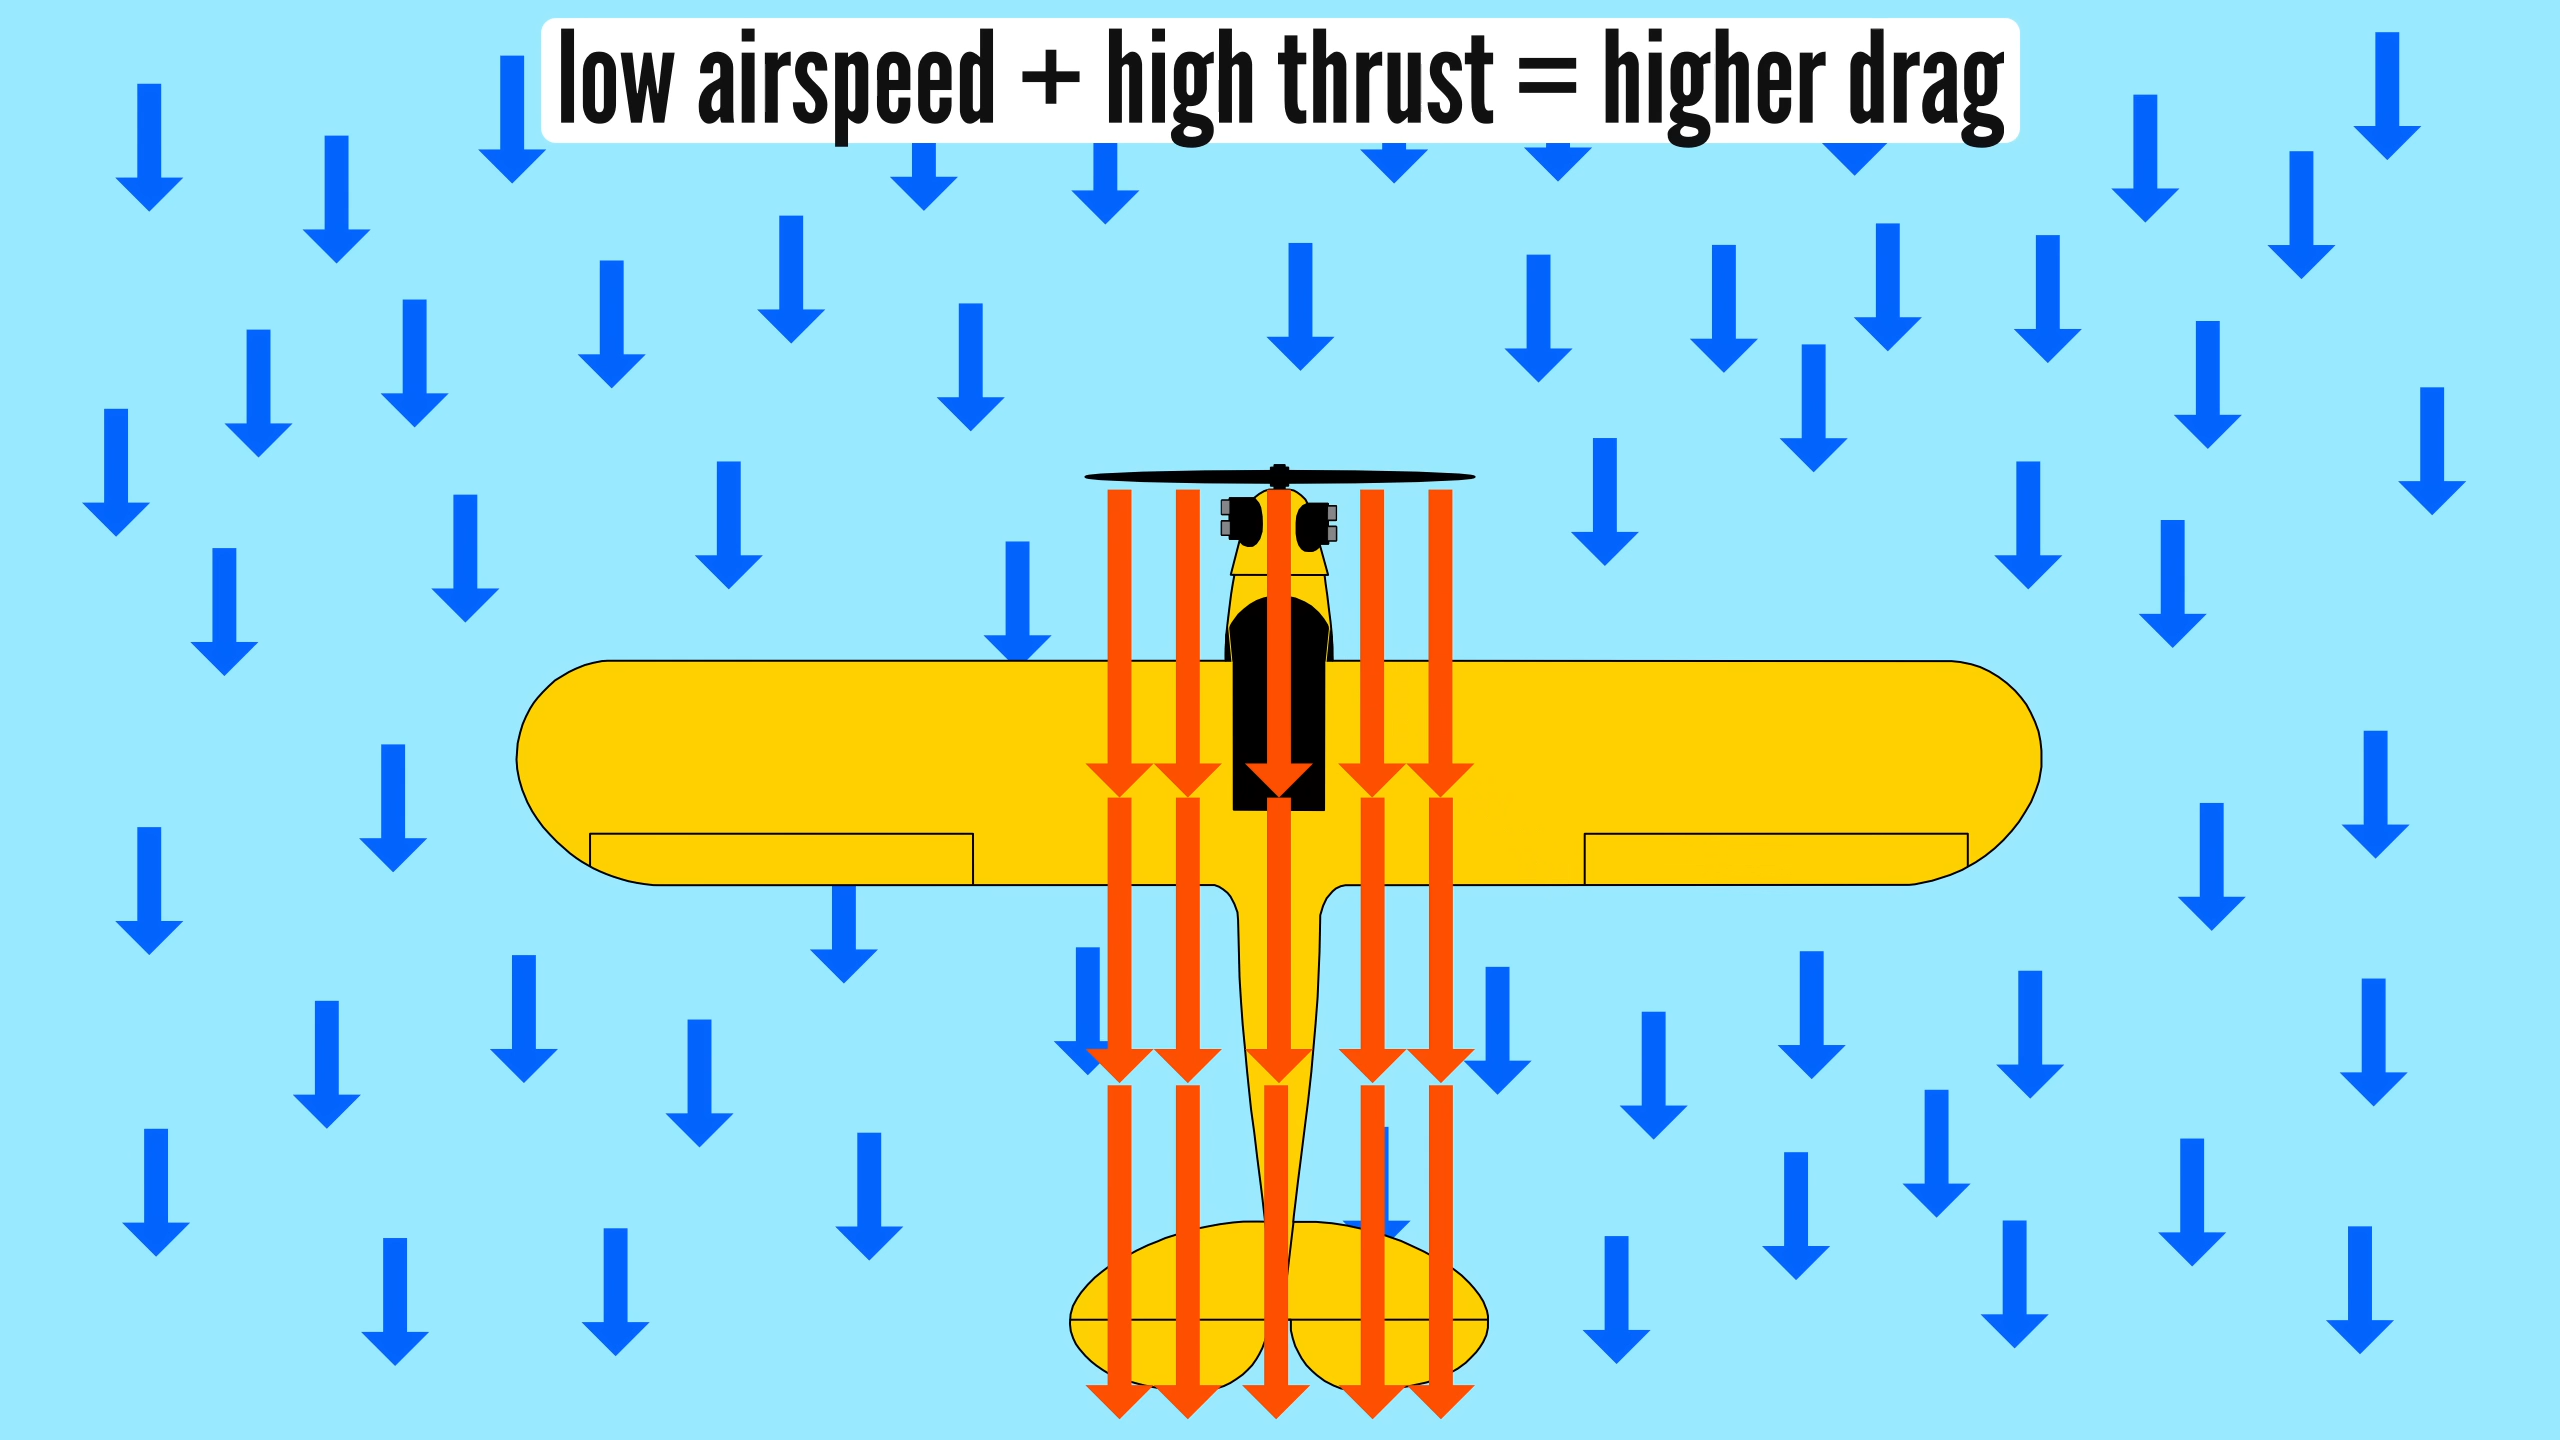 low airspeed + high thrust = higher drag